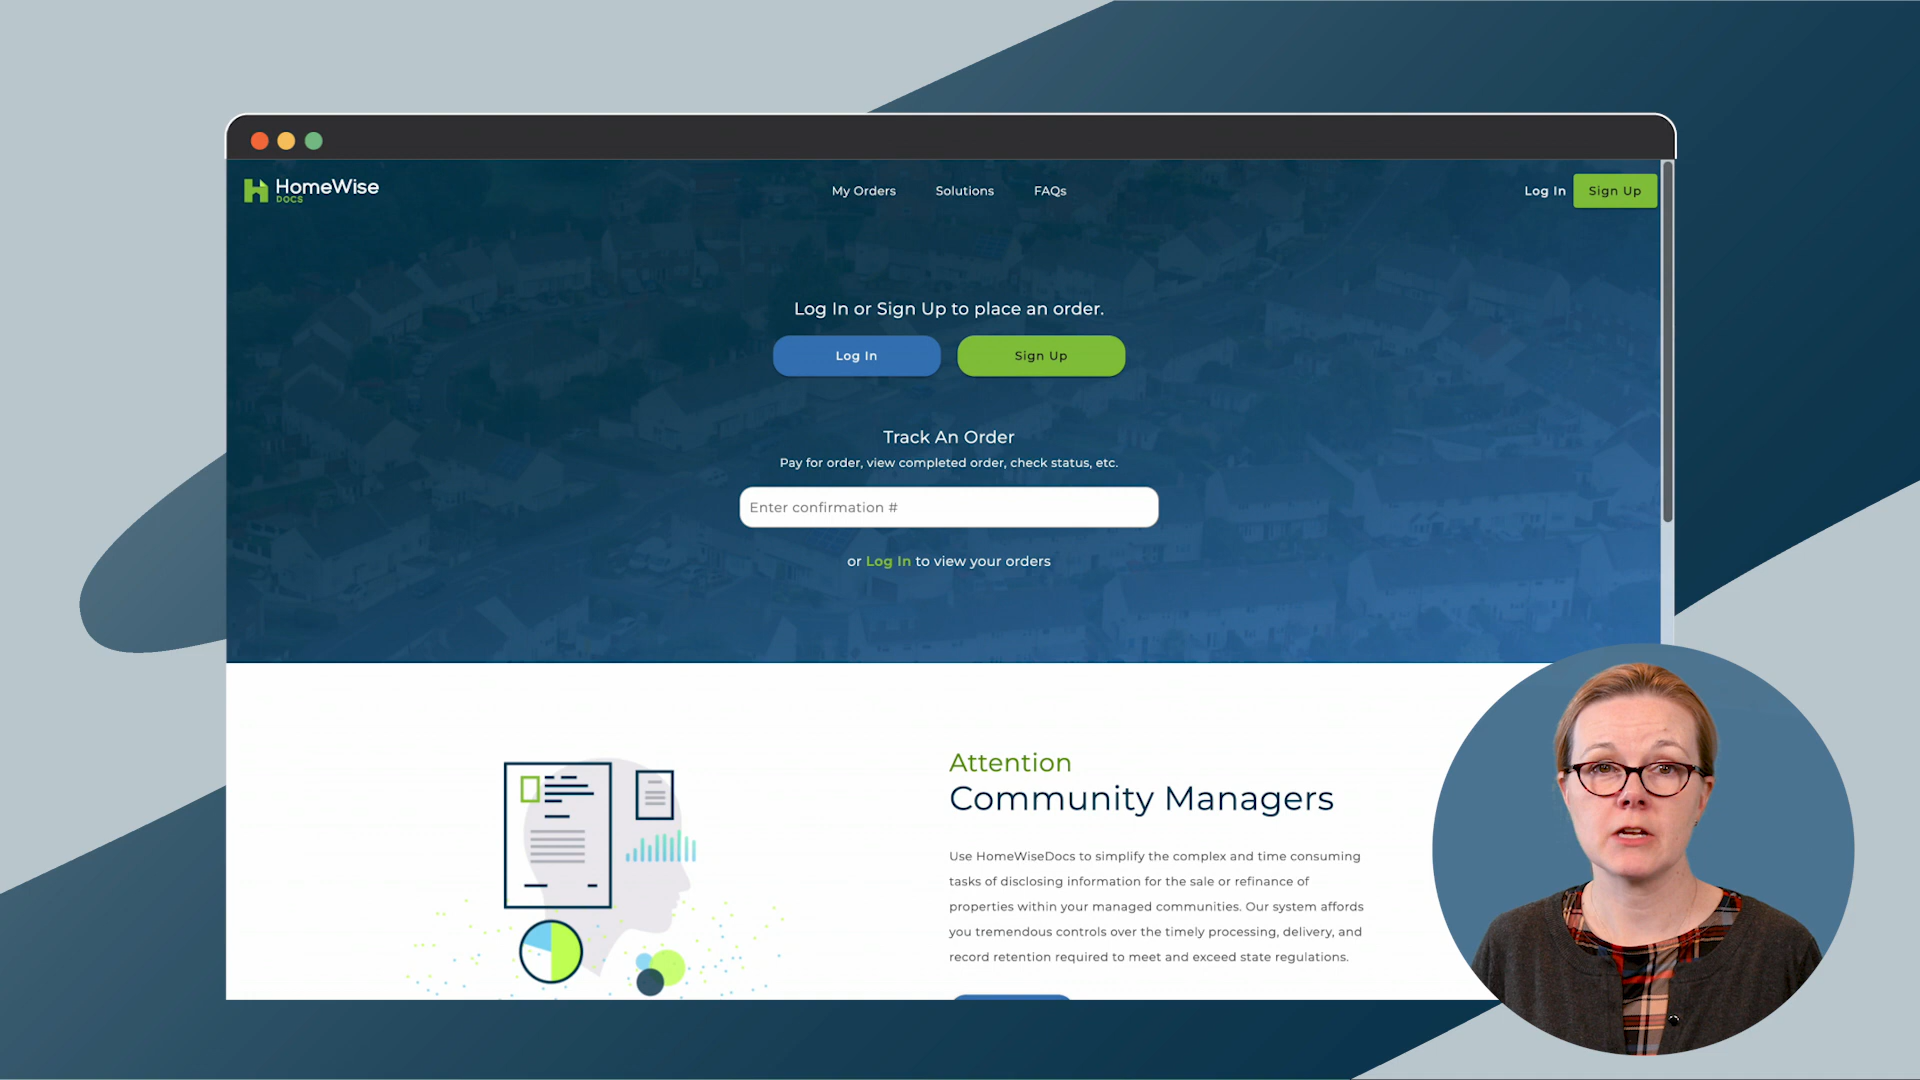 HomeWise
DOCS
My Orders
Solutions
FAQs
Log In
Sign Up
Log In or Sign Up to place an order.
Log In
Sign Up
Track An Order
Pay for order, view completed order, check status, etc.
Enter confirmation #
or Log In to view your orders
Attention
Community Managers
Use HomeWiseDocs to simplify the complex and time consuming
tasks of disclosing information for the sale or refinance of
properties within your managed communities. Our system affords
you tremendous controls over the timely processing, delivery, and
record retention required to meet and exceed state regulations.